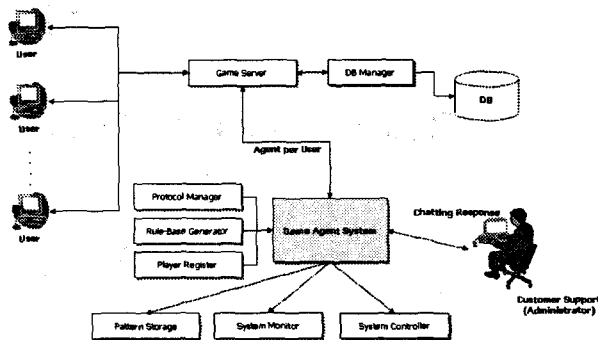 User
Game Server
DB Manager
DB
User
Agent per User
Protocol Manager
Rule-Base Generator
Player Register
Game Agent System
Chatting Response
User
Customer Support
(Administrator)
Pattern Storage
System Monitor
System Controller